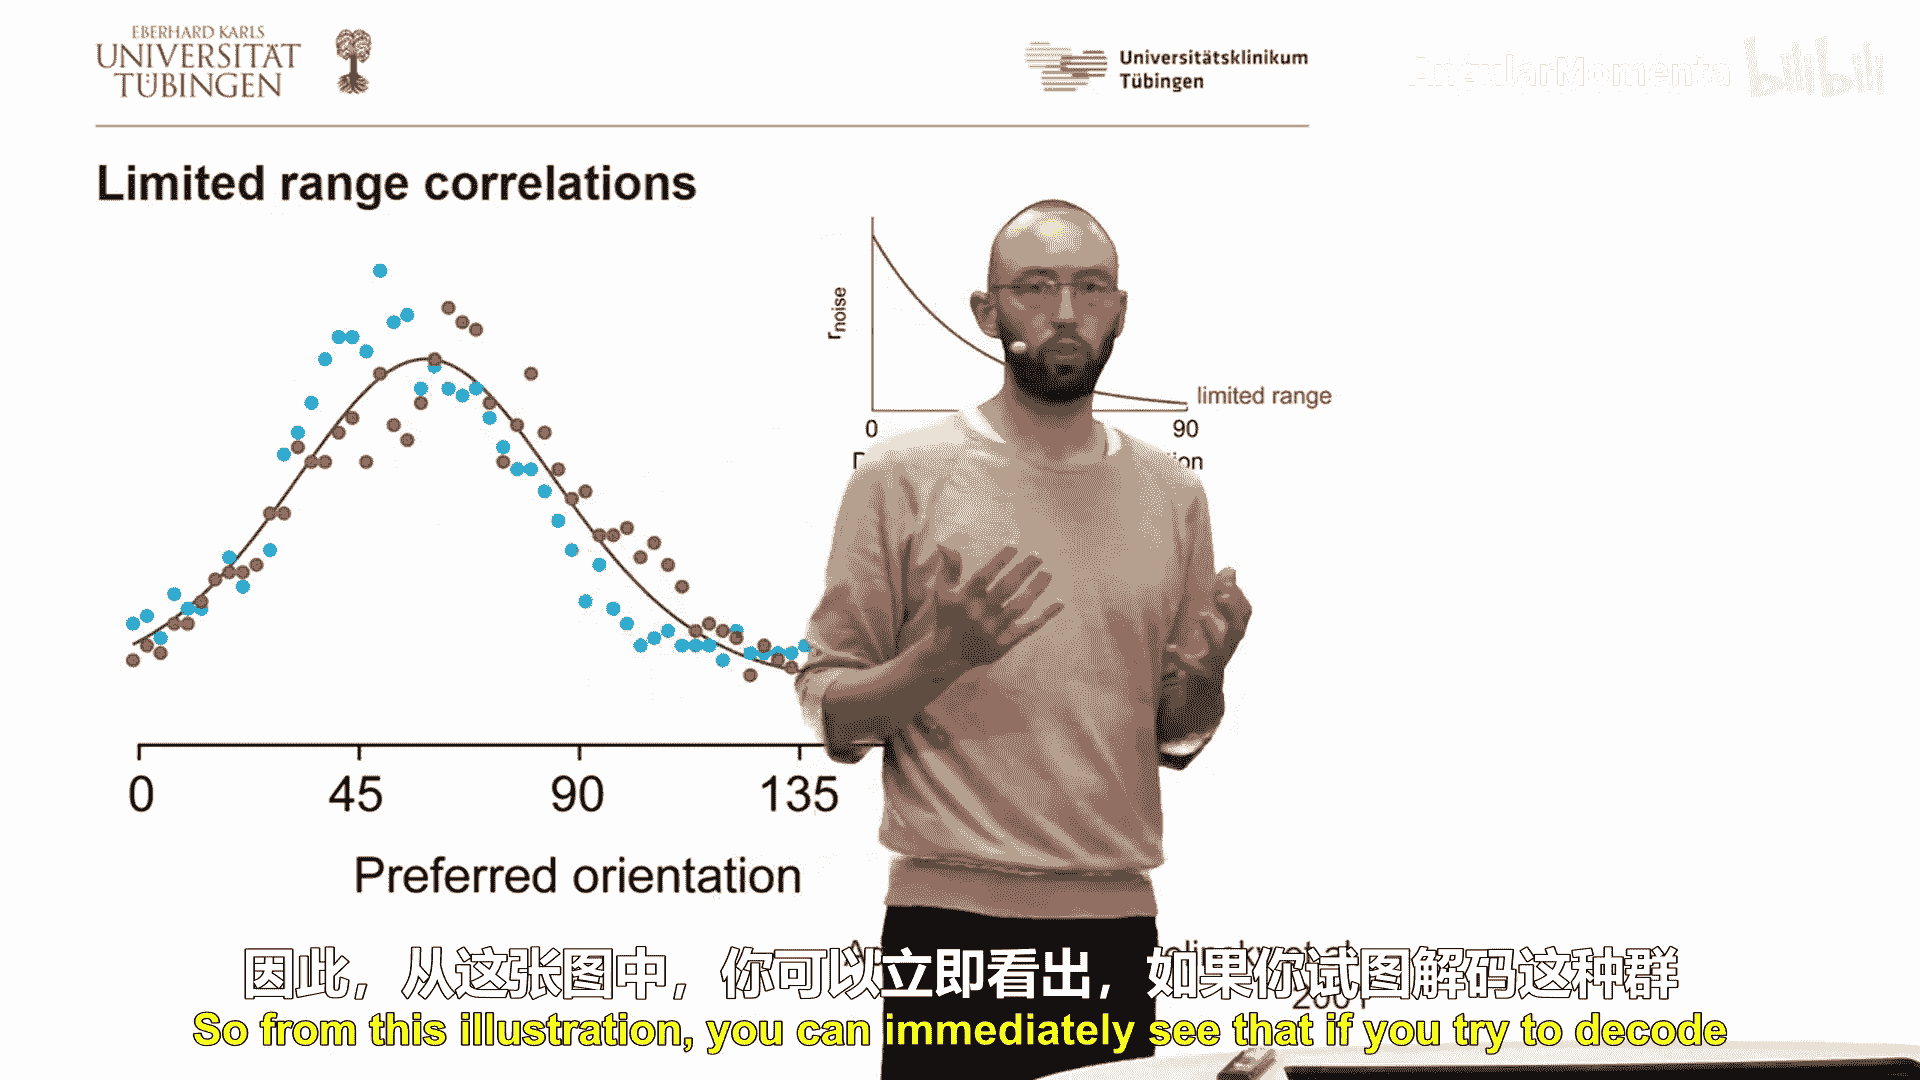 EBERHARD KARLS
UNIVERSITÄT
TÜBINGEN
Universitätsklinikum
Tübingen
AngularMomenta bilibili
Limited range correlations
rnoise
limited range
0
90
0
45
90
135
Preferred orientation
因此，从这张图中，你可以立即看出，如果你试图解码这种群
So from this illustration, you can immediately see that if you try to decode